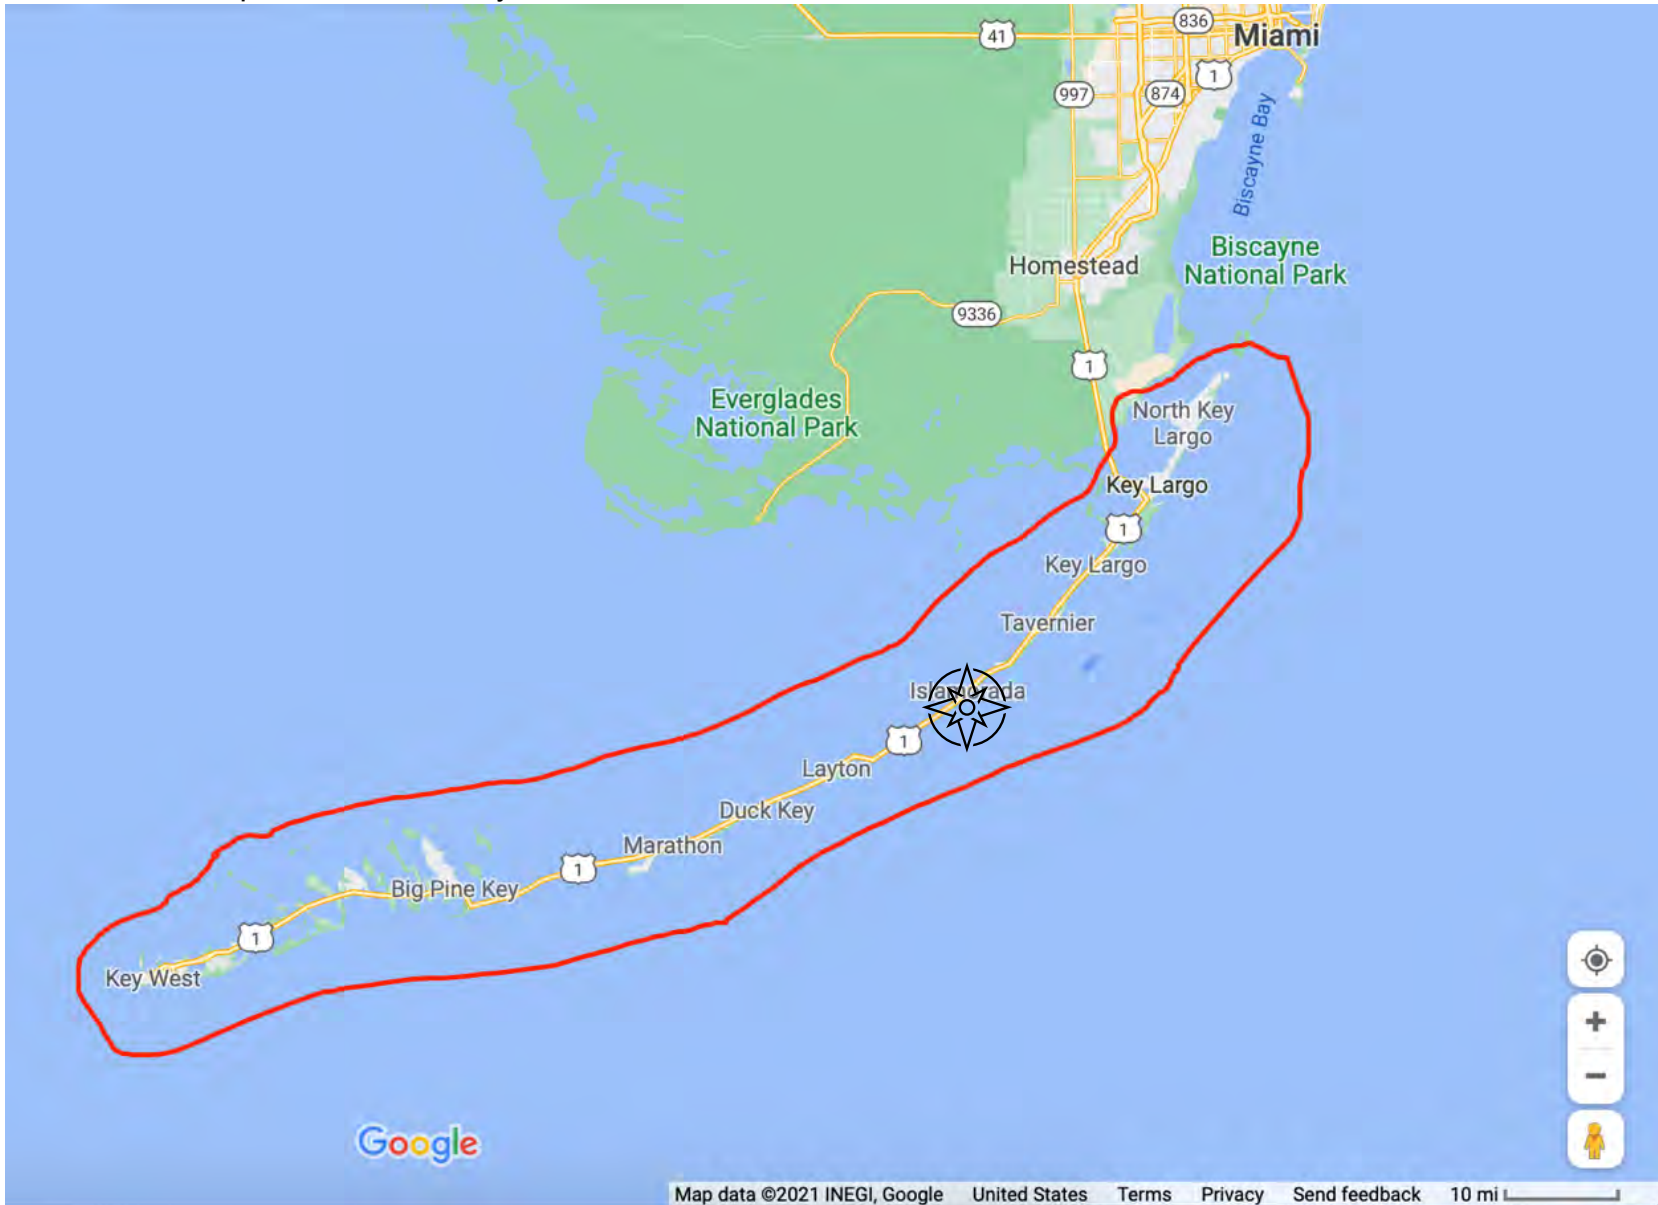 41
836
Miami
1
997
874
Biscayne Bay
Biscayne
National Park
Homestead
9336
1
Everglades
National Park
North Key
Largo
Key Largo
1
Key Largo
Tavernier
Islamorada
1
Layton
Duck Key
Marathon
1
Big Pine Key
1
Key West
Google
Map data ©2021 INEGI, Google United States Terms Privacy Send feedback 10 mi